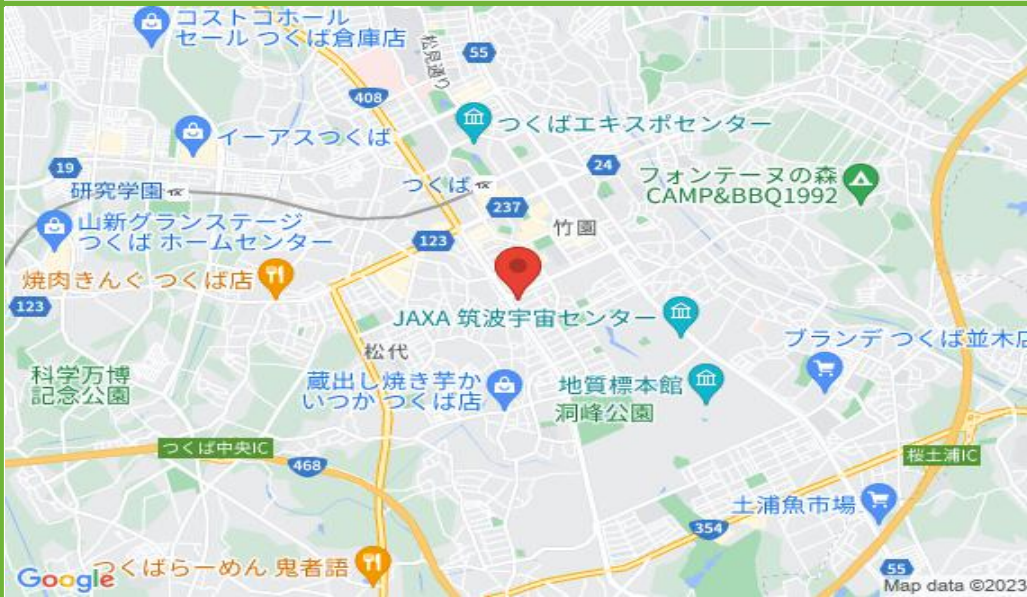 コストコホール
セール つくば倉庫店
松見通り
55
408
つくばエキスポセンター
イーアスつくば
19
24
研究学園
つくば
フォンテーヌの森
CAMP&BBQ1992
237
山新グランステージ
つくば ホームセンター
123
竹園
焼肉きんぐ つくば店
123
JAXA 筑波宇宙センター
ブランデ つくば並木店
松代
科学万博
記念公園
蔵出し焼き芋か
いつか つくば店
地質標本館
洞峰公園
つくば中央IC
468
桜土浦IC
土浦魚市場
354
つくばらーめん 鬼者語
55
Google
Map data ©2023